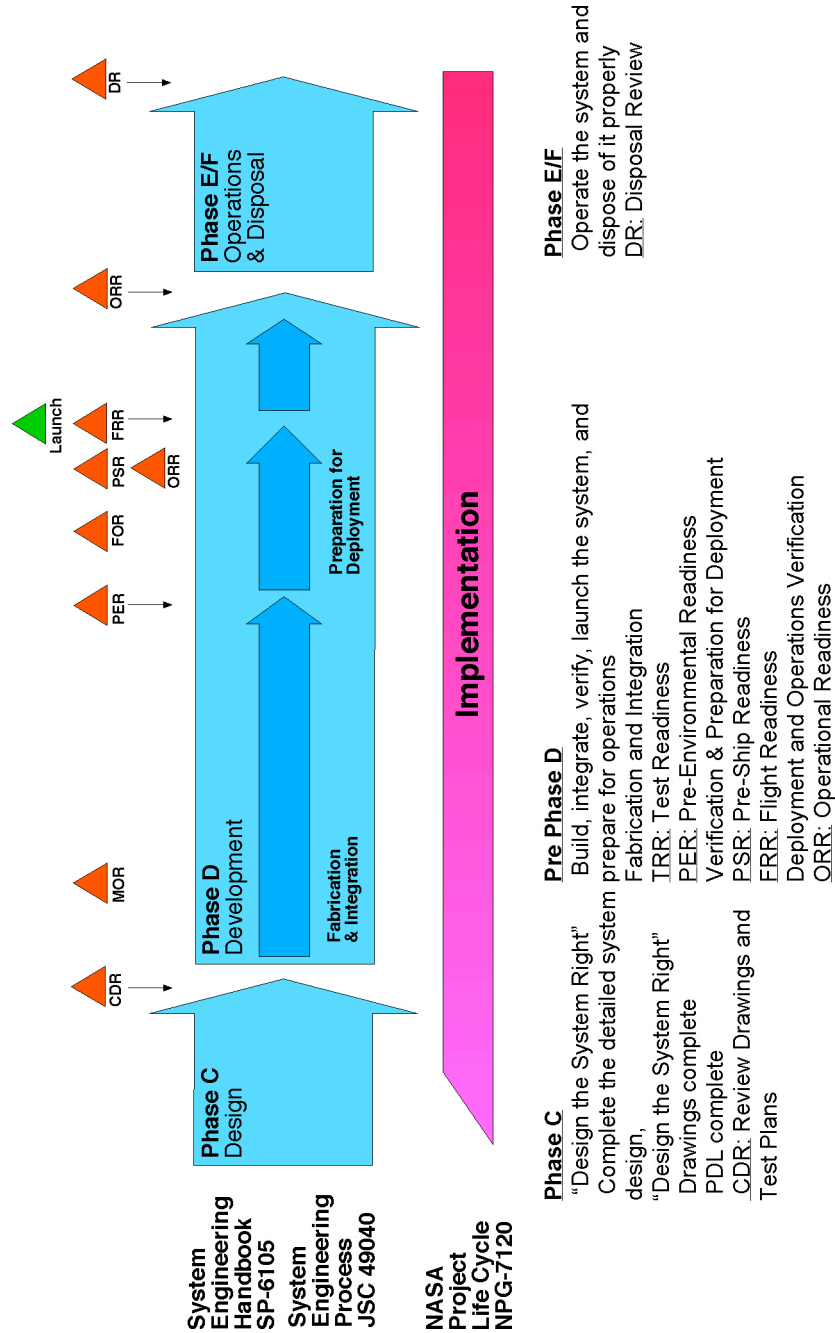 Launch
CDR
MOR
PER
FOR
PSR
FRR
ORR
ORR
DR
System
Engineering
Handbook
SP-6105
System
Engineering
Process
JSC 49040
Phase C
Design
Phase D
Development
Fabrication
& Integration
Preparation for
Deployment
Phase E/F
Operations
& Disposal
NASA
Project
Life Cycle
NPG-7120
Implementation
Phase C
“Design the System Right”
Complete the detailed system
design,
“Design the System Right”
Drawings complete
PDL complete
CDR: Review Drawings and
Test Plans
Pre Phase D
Build, integrate, verify, launch the system, and
prepare for operations
Fabrication and Integration
TRR: Test Readiness
PER: Pre-Environmental Readiness
Verification & Preparation for Deployment
PSR: Pre-Ship Readiness
FRR: Flight Readiness
Deployment and Operations Verification
ORR: Operational Readiness
Phase E/F
Operate the system and
dispose of it properly
DR: Disposal Review